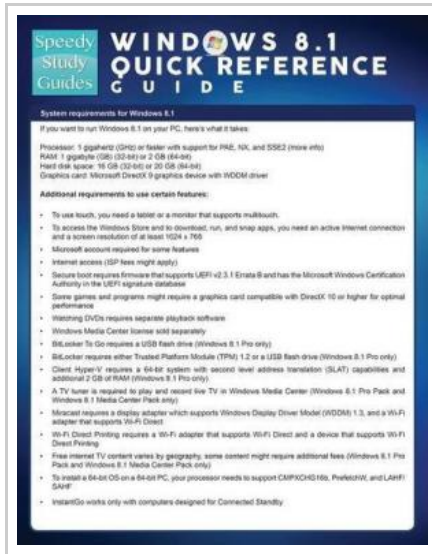 Speedy
Study
Guides
WINDOWS 8.1
QUICK REFERENCE
GUIDE
System requirements for Windows 8.1
If you want to run Windows 8.1 on your PC, here's what it takes:
Processor: 1 gigahertz (GHz) or faster with support for PAE, NX, and SSE2 (more info)
RAM: 1 gigabyte (GB) (32-bit) or 2 GB (64-bit)
Hard disk space: 16 GB (32-bit) or 20 GB (64-bit)
Graphics card: Microsoft DirectX 9 graphics device with WDDM driver
Additional requirements to use certain features:
• To use touch, you need a tablet or a monitor that supports multitouch.
• To access the Windows Store and to download, run, and snap apps, you need an active Internet connection
and a screen resolution of at least 1024 x 768
• Microsoft account required for some features
• Internet access (ISP fees might apply)
• Secure boot requires firmware that supports UEFI v2.3.1 Errata B and has the Microsoft Windows Certification
Authority in the UEFI signature database
• Some games and programs might require a graphics card compatible with DirectX 10 or higher for optimal
performance
• Watching DVDs requires separate playback software
• Windows Media Center license sold separately
• BitLocker To Go requires a USB flash drive (Windows 8.1 Pro only)
• BitLocker requires either Trusted Platform Module (TPM) 1.2 or a USB flash drive (Windows 8.1 Pro only)
• Client Hyper-V requires a 64-bit system with second level address translation (SLAT) capabilities and
additional 2 GB of RAM (Windows 8.1 Pro only)
• A TV tuner is required to play and record live TV in Windows Media Center (Windows 8.1 Pro Pack and
Windows 8.1 Media Center Pack only)
• Miracast requires a display adapter which supports Windows Display Driver Model (WDDM) 1.3, and a Wi-Fi
adapter that supports Wi-Fi Direct
• Wi-Fi Direct Printing requires a Wi-Fi adapter that supports Wi-Fi Direct and a device that supports Wi-Fi
Direct Printing
• Free internet TV content varies by geography, some content might require additional fees (Windows 8.1 Pro
Pack and Windows 8.1 Media Center Pack only)
• To install a 64-bit OS on a 64-bit PC, your processor needs to support CMPXCHG16b, PrefetchW, and LAHF/
SAHF
• InstantGo works only with computers designed for Connected Standby